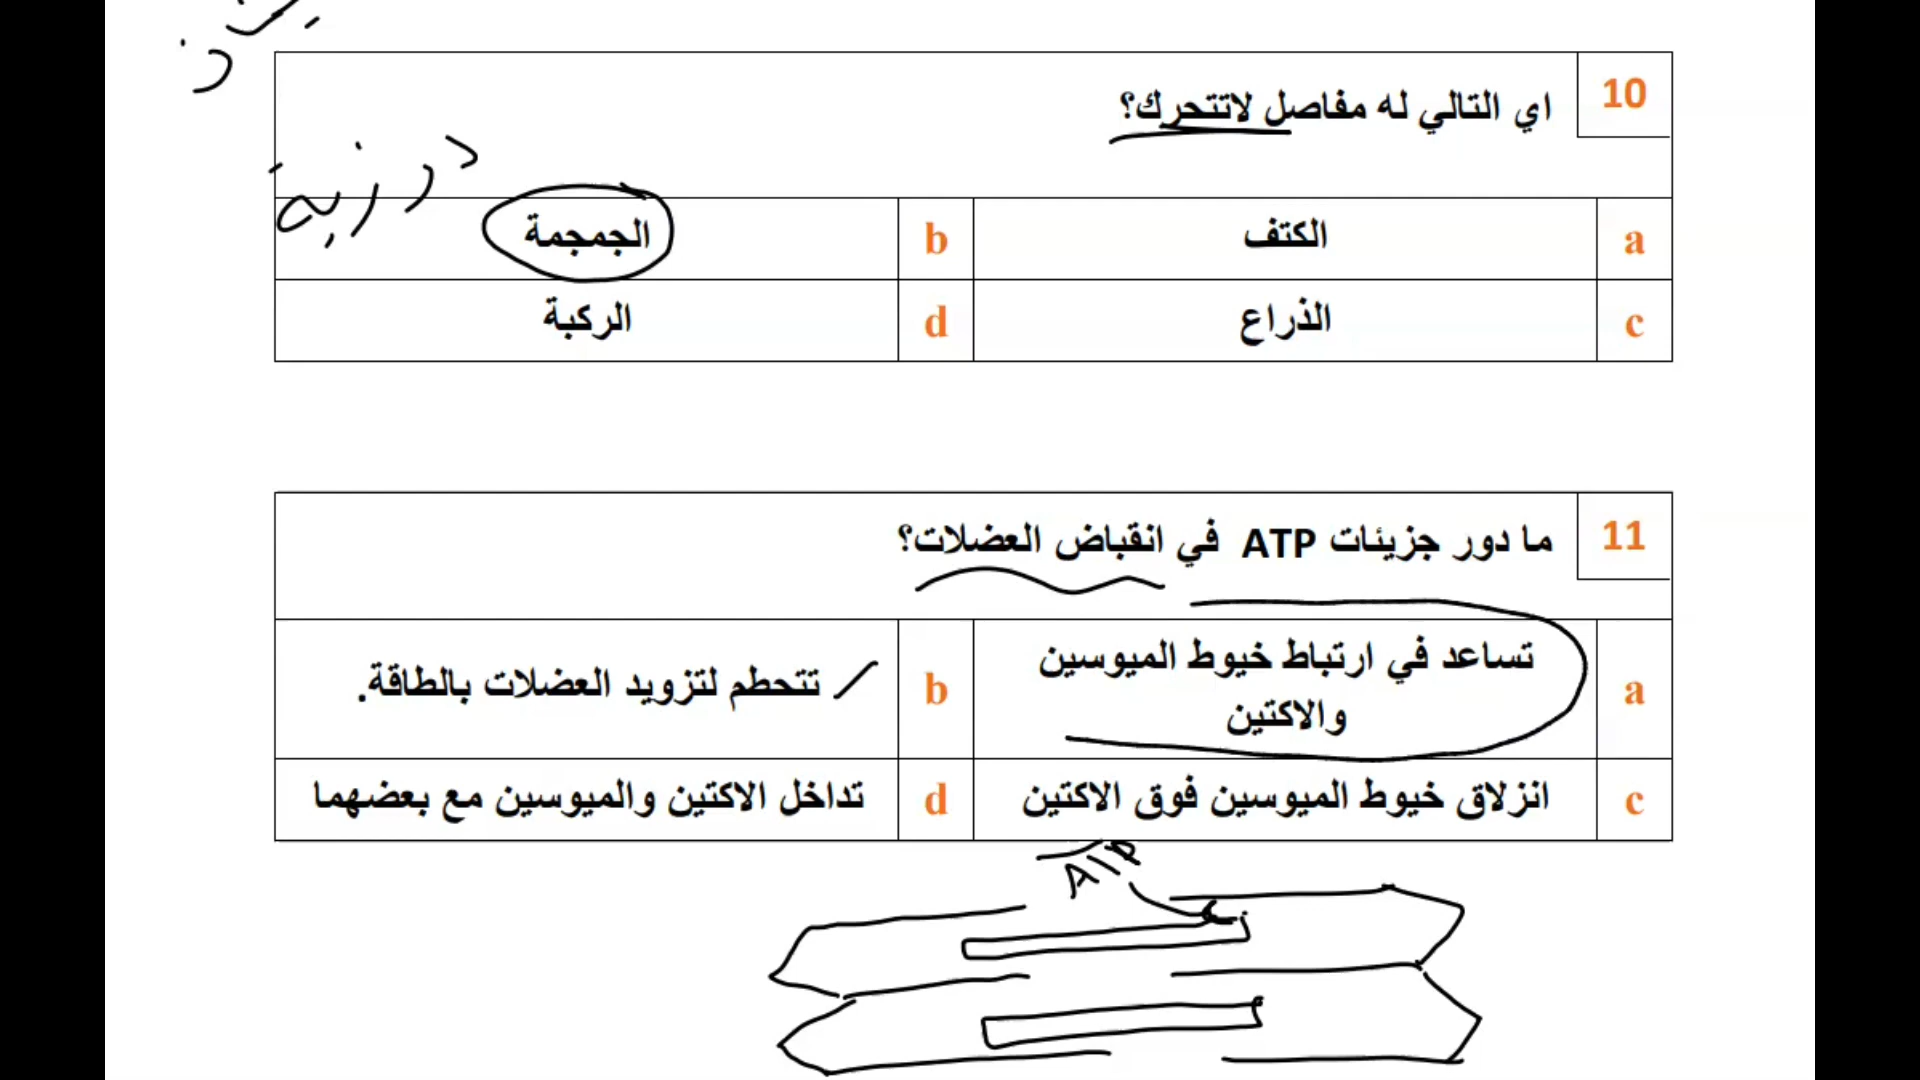 10
اي التالي له مفاصل لاتتحرك؟
درزية
a
الكتف
b
الجمجمة
c
الذراع
d
الركبة
11
ما دور جزيئات ATP في انقباض العضلات؟
a
تساعد في ارتباط خيوط الميوسين
والاكتين
b
تتحطم لتزويد العضلات بالطاقة.
c
انزلاق خيوط الميوسين فوق الاكتين
d
تداخل الاكتين والميوسين مع بعضهما
ATP